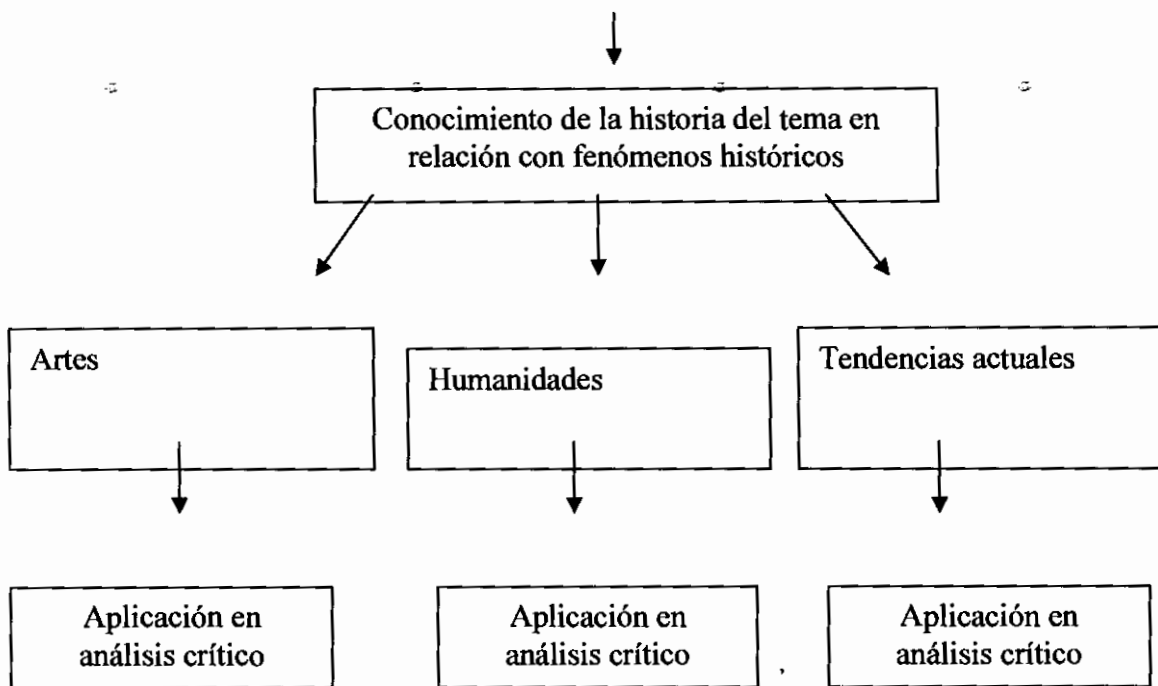 Conocimiento de la historia del tema en
relación con fenómenos históricos
Artes
Humanidades
Tendencias actuales
Aplicación en
análisis crítico
Aplicación en
análisis crítico
Aplicación en
análisis crítico